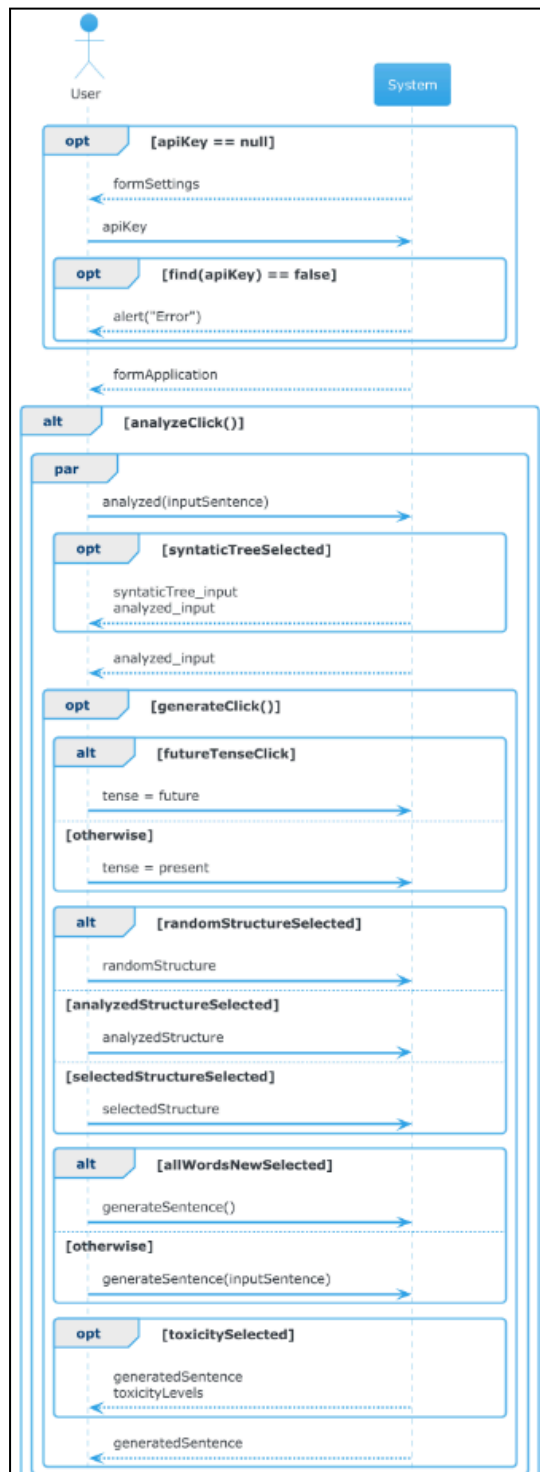 User
System
opt [apiKey == null]
formSettings
apiKey
opt [find(apiKey) == false]
alert("Error")
formApplication
alt [analyzeClick()]
par
analyzed(inputSentence)
opt [syntaticTreeSelected]
syntaticTree_input
analyzed_input
analyzed_input
opt [generateClick()]
alt [futureTenseClick]
tense = future
[otherwise]
tense = present
alt [randomStructureSelected]
randomStructure
[analyzedStructureSelected]
analyzedStructure
[selectedStructureSelected]
selectedStructure
alt [allWordsNewSelected]
generateSentence()
[otherwise]
generateSentence(inputSentence)
opt [toxicitySelected]
generatedSentence
toxicityLevels
generatedSentence